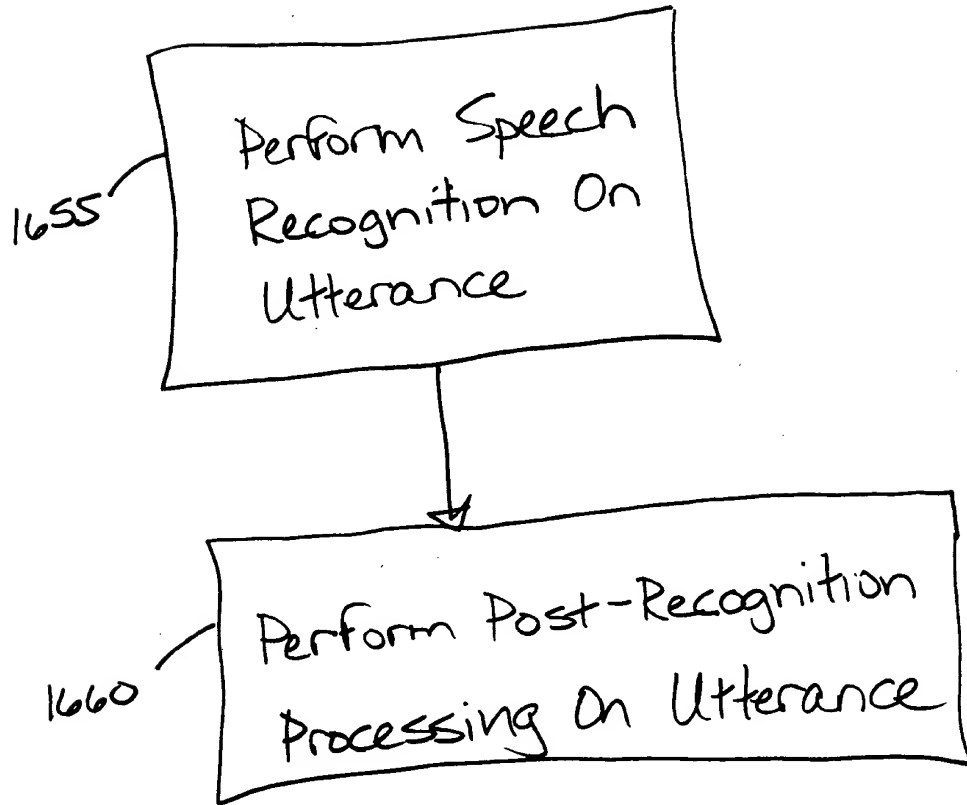 Perform Speech
Recognition On
Utterance
1655
Perform Post-Recognition
Processing On Utterance
1660